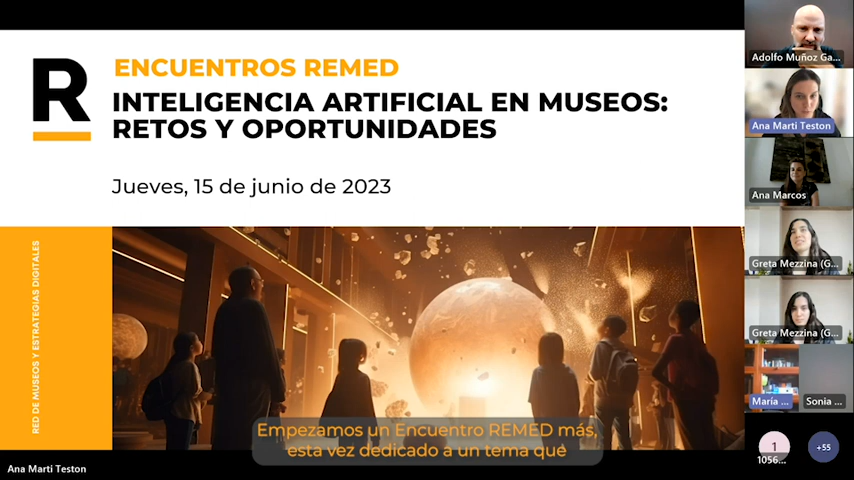 R
ENCUENTROS REMED
INTELIGENCIA ARTIFICIAL EN MUSEOS:
RETOS Y OPORTUNIDADES
Jueves, 15 de junio de 2023
RED DE MUSEOS Y ESTRATEGIAS DIGITALES
Empezamos un Encuentro REMED más,
esta vez dedicado a un tema que
Ana Marti Teston
Adolfo Muñoz Ga...
Ana Marti Teston
Ana Marcos
Greta Mezzina (G...
Greta Mezzina (G...
María ...
Sonia ...
1
1056...
+55